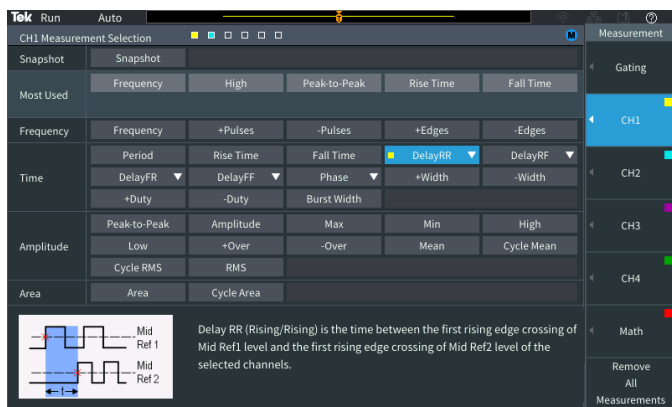 Tek Run Auto
CH1 Measurement Selection M Measurement
Snapshot Snapshot
Gating
Most Used Frequency High Peak-to-Peak Rise Time Fall Time
CH1
Frequency Frequency +Pulses -Pulses +Edges -Edges
Time Period Rise Time Fall Time DelayRR DelayRF
DelayFR DelayFF Phase +Width -Width
CH2
+Duty -Duty Burst Width
Amplitude Peak-to-Peak Amplitude Max Min High
CH3
Low +Over -Over Mean Cycle Mean
Cycle RMS RMS
CH4
Area Area Cycle Area
Mid
Ref 1
Mid
Ref 2
t
Delay RR (Rising/Rising) is the time between the first rising edge crossing of
Mid Ref1 level and the first rising edge crossing of Mid Ref2 level of the
selected channels.
Math
Remove
All
Measurements